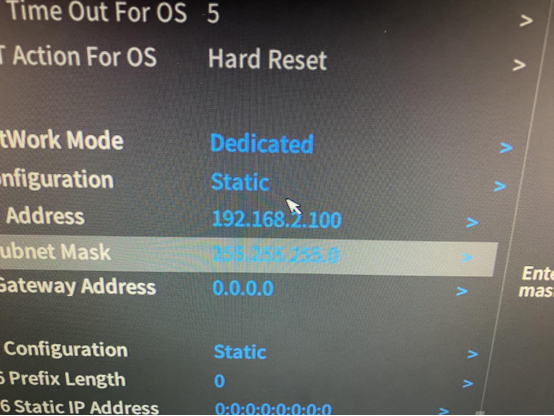 Time Out For OS 5 >
T Action For OS Hard Reset >
tWork Mode Dedicated >
nfiguration Static >
Address 192.168.2.100 >
ubnet Mask 255.255.255.0 >
Gateway Address 0.0.0.0 >
Ente
mas
Configuration Static >
6 Prefix Length 0 >
6 Static IP Address 0:0:0:0:0:0:0:0 >